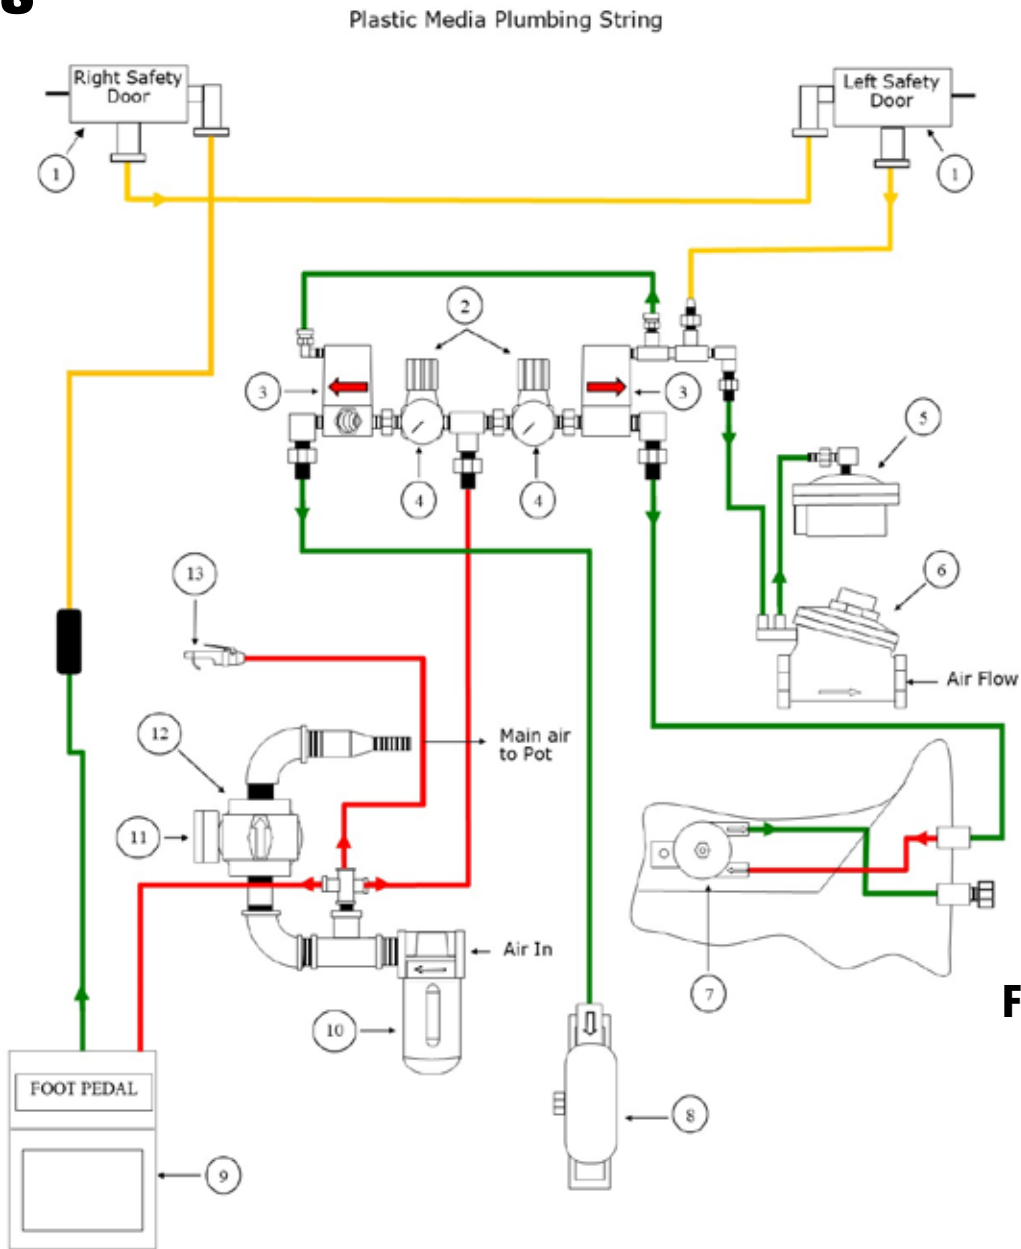 Plastic Media Plumbing String
Right Safety
Door
Left Safety
Door
1
1
2
3
3
4
4
5
6
13
Air Flow
12
Main air
to Pot
11
Air In
7
F
10
FOOT PEDAL
8
9